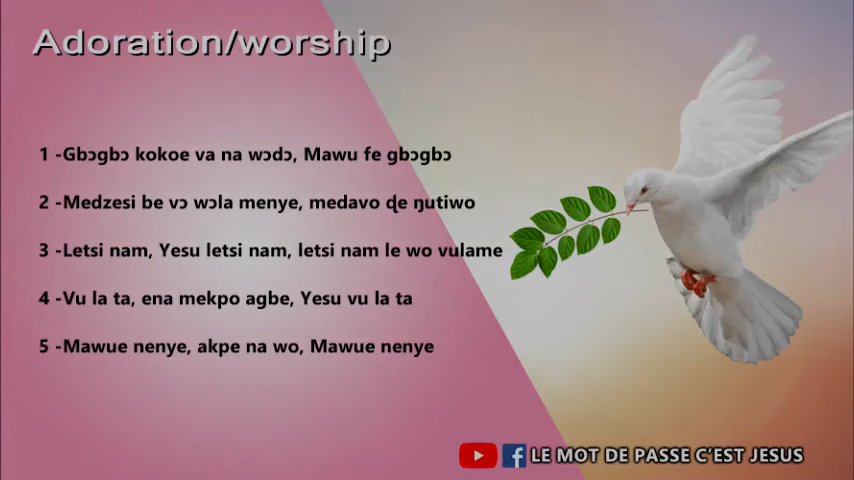 Adoration/worship
1 -Gbɔgbɔ kokoe va na wɔdɔ, Mawu fe gbɔgbɔ
2 -Medzesi be vɔ wɔla menye, medavo ɖe ŋutiwo
3 -Letsi nam, Yesu letsi nam, letsi nam le wo vulame
4 -Vu la ta, ena mekpo agbe, Yesu vu la ta
5 -Mawue nenye, akpe na wo, Mawue nenye
LE MOT DE PASSE C'EST JESUS